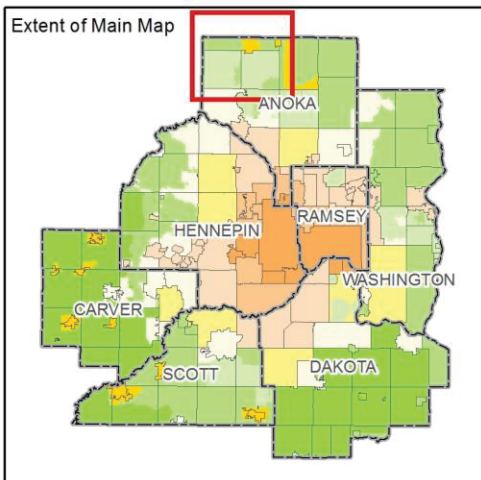 Extent of Main Map
ANOKA
HENNEPIN
RAMSEY
WASHINGTON
CARVER
SCOTT
DAKOTA